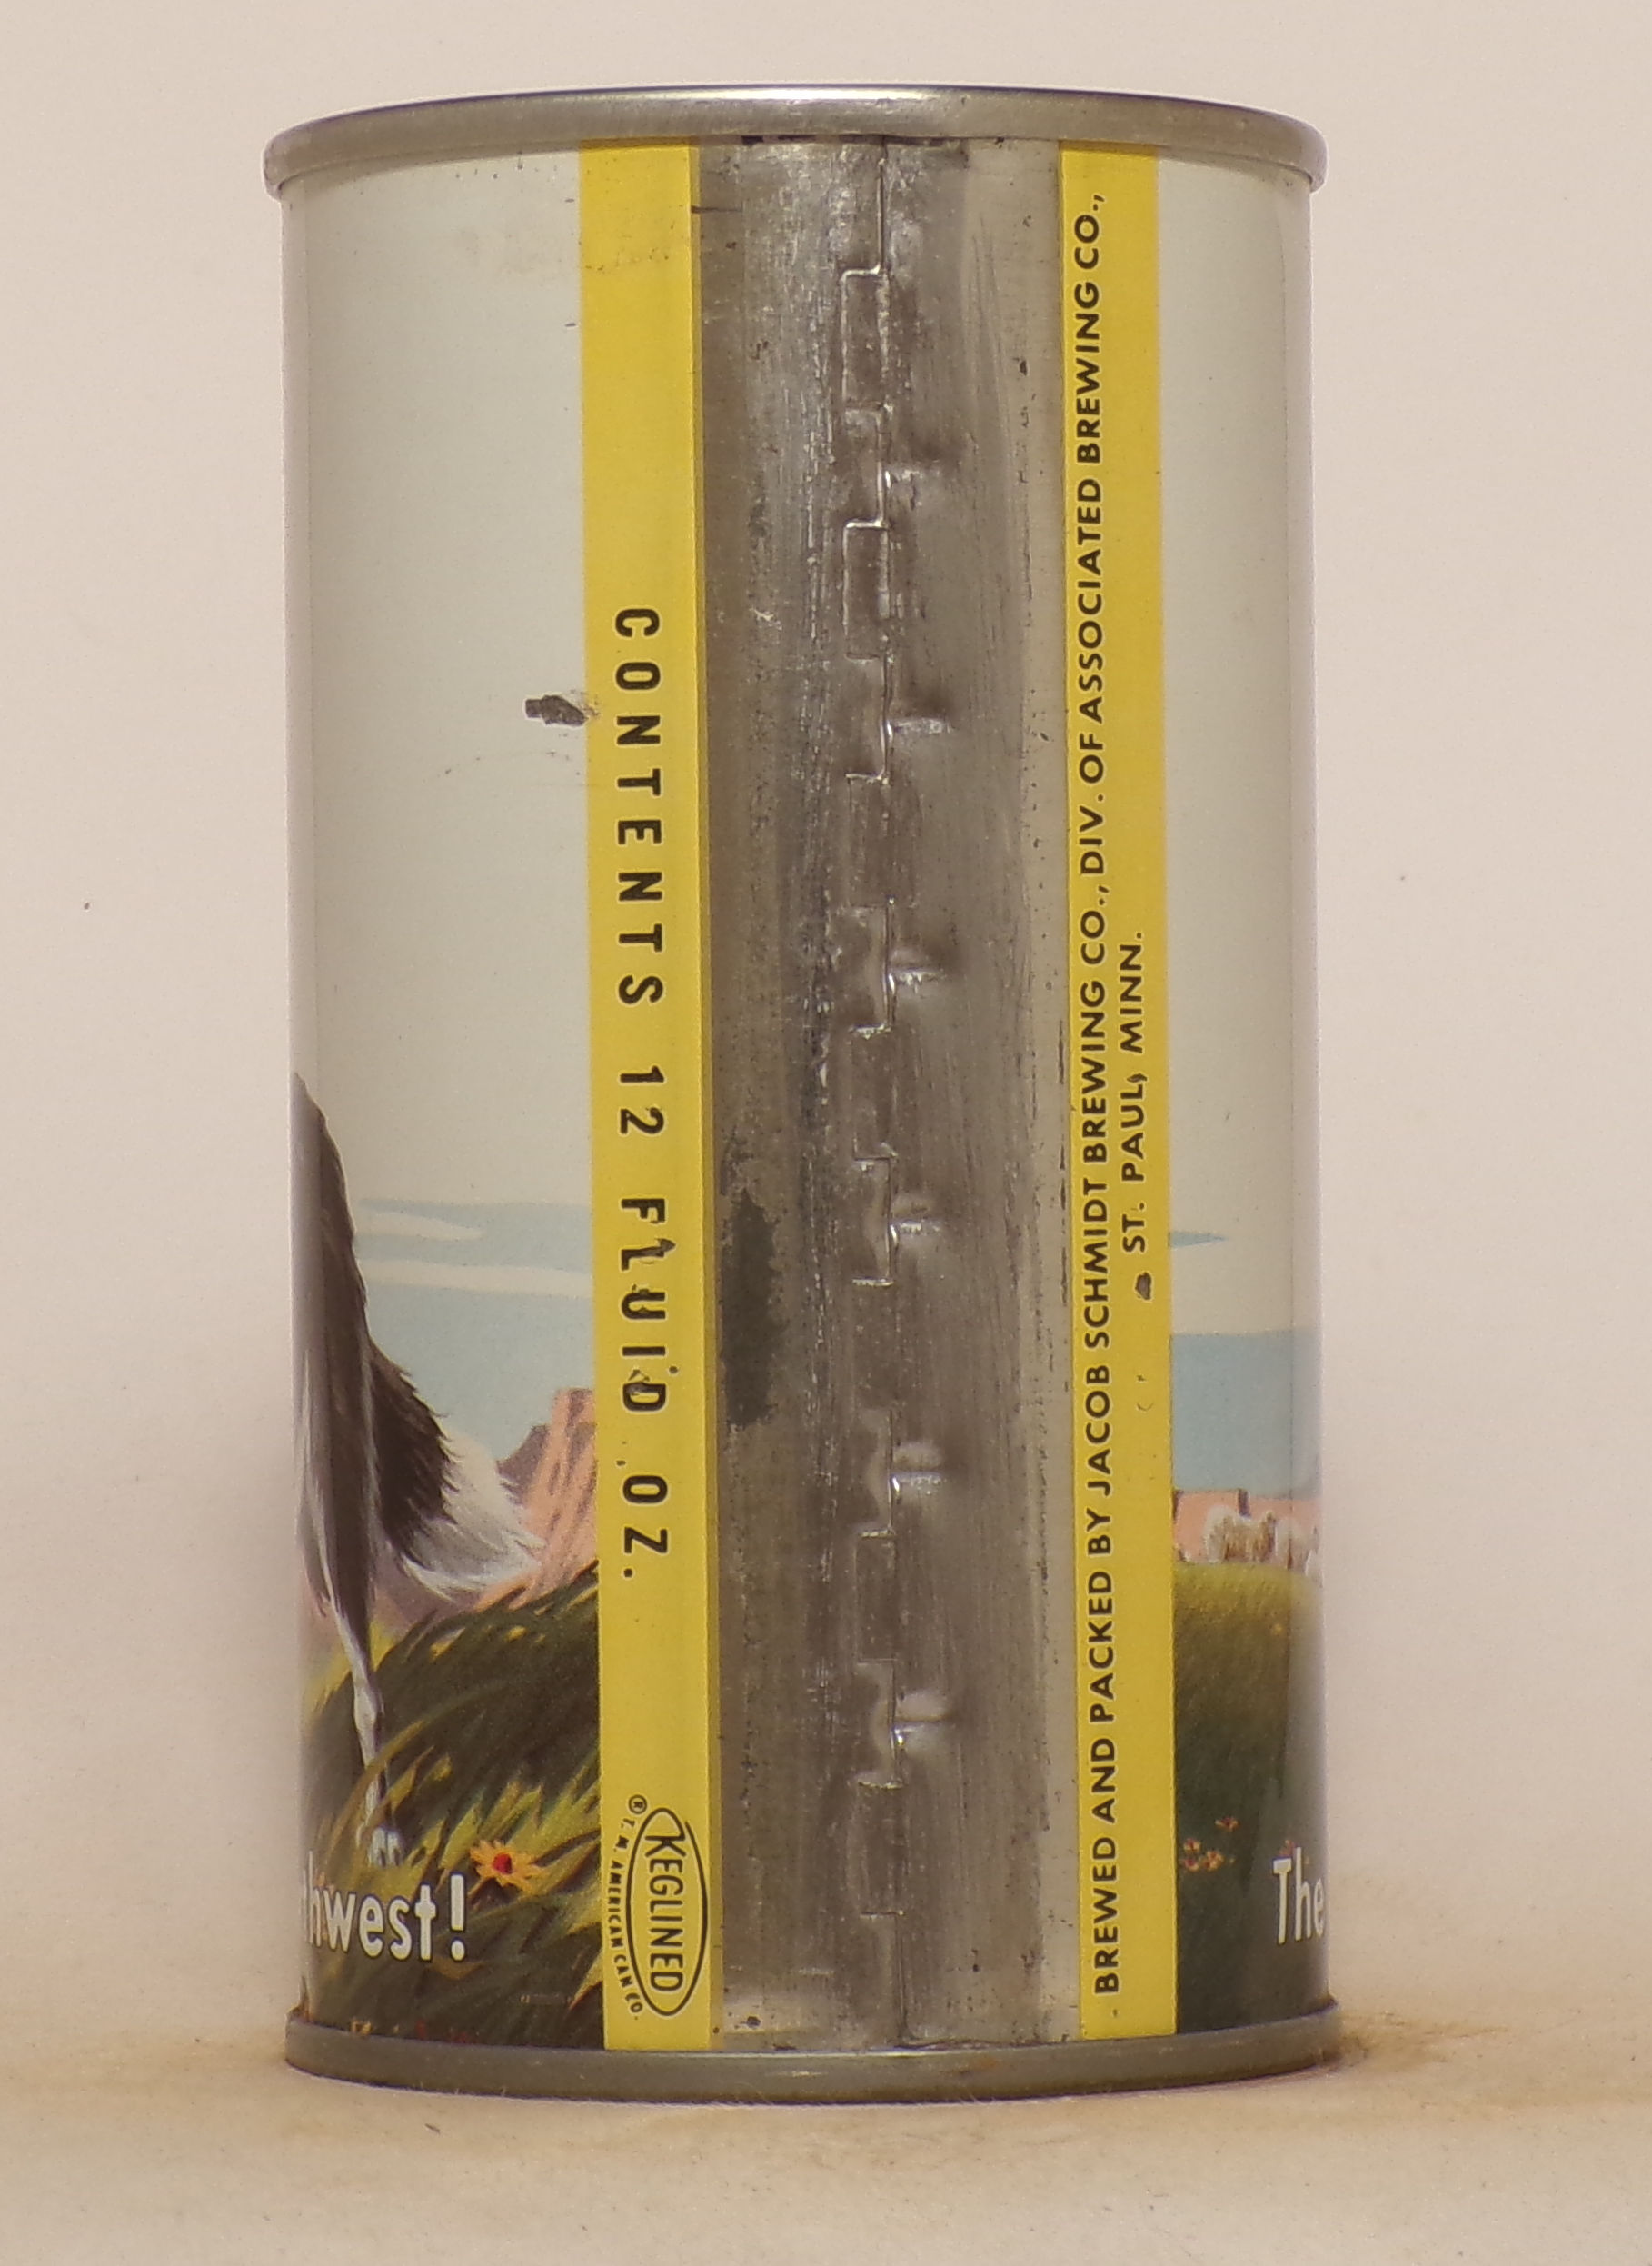 CONTENTS 12 FLUID OZ.
KEGLINED
® T. M. AMERICAN CAN CO.
BREWED AND PACKED BY JACOB SCHMIDT BREWING CO., DIV. OF ASSOCIATED BREWING CO.,
ST. PAUL, MINN.
hwest!
The